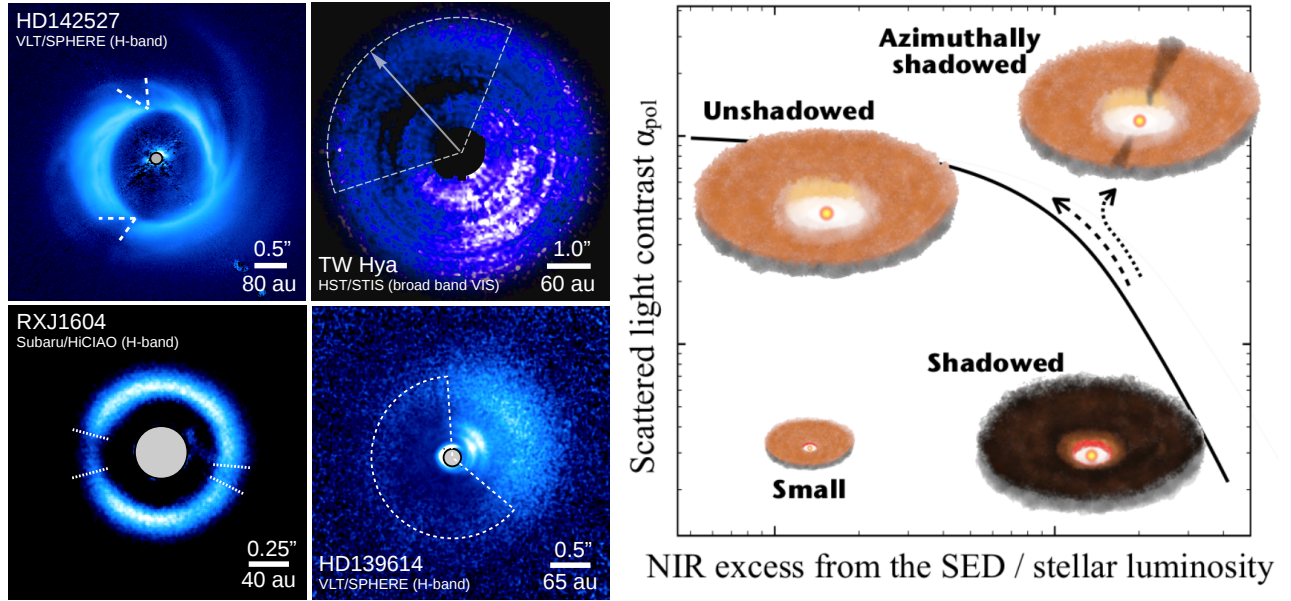 HD142527
VLT/SPHERE (H-band)
0.5”
80 au
TW Hya
HST/STIS (broad band VIS)
1.0”
60 au
RXJ1604
Subaru/HiCIAO (H-band)
0.25”
40 au
HD139614
VLT/SPHERE (H-band)
0.5”
65 au
Scattered light contrast αpol
Azimuthally
shadowed
Unshadowed
Shadowed
Small
NIR excess from the SED / stellar luminosity